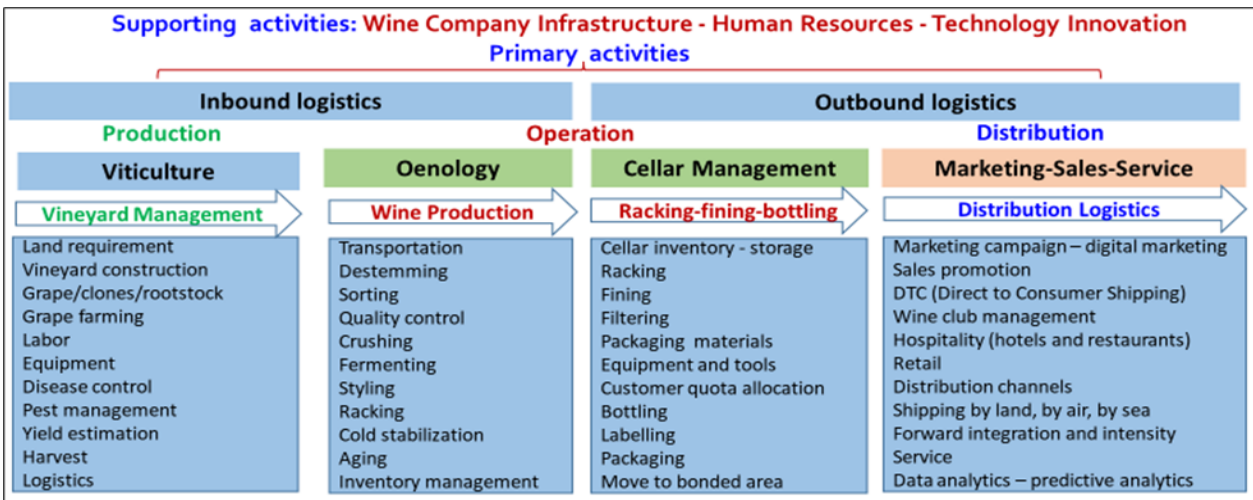 Supporting activities: Wine Company Infrastructure - Human Resources - Technology Innovation
Primary activities
Inbound logistics
Outbound logistics
Production
Operation
Distribution
Viticulture
Oenology
Cellar Management
Marketing-Sales-Service
Vineyard Management
Wine Production
Racking-fining-bottling
Distribution Logistics
Land requirement
Vineyard construction
Grape/clones/rootstock
Grape farming
Labor
Equipment
Disease control
Pest management
Yield estimation
Harvest
Logistics
Transportation
Destemming
Sorting
Quality control
Crushing
Fermenting
Styling
Racking
Cold stabilization
Aging
Inventory management
Cellar inventory - storage
Racking
Fining
Filtering
Packaging materials
Equipment and tools
Customer quota allocation
Bottling
Labelling
Packaging
Move to bonded area
Marketing campaign – digital marketing
Sales promotion
DTC (Direct to Consumer Shipping)
Wine club management
Hospitality (hotels and restaurants)
Retail
Distribution channels
Shipping by land, by air, by sea
Forward integration and intensity
Service
Data analytics – predictive analytics